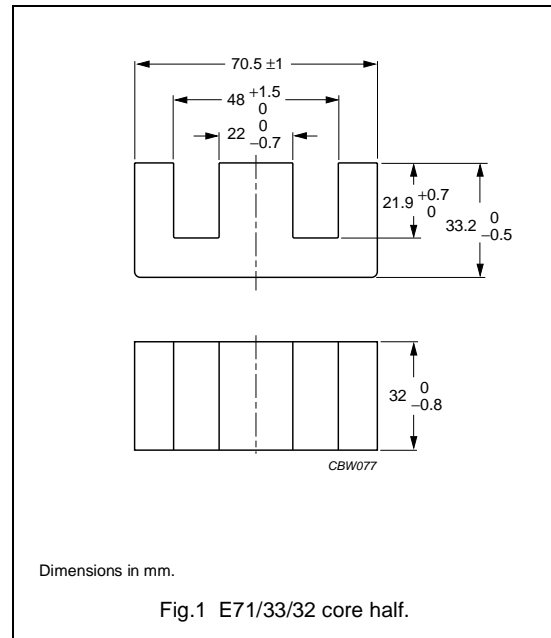 70.5 ±1
48 +1.5 0
22 0 −0.7
21.9 +0.7 0
33.2 0 −0.5
32 0 −0.8
CBW077
Dimensions in mm.
Fig.1 E71/33/32 core half.